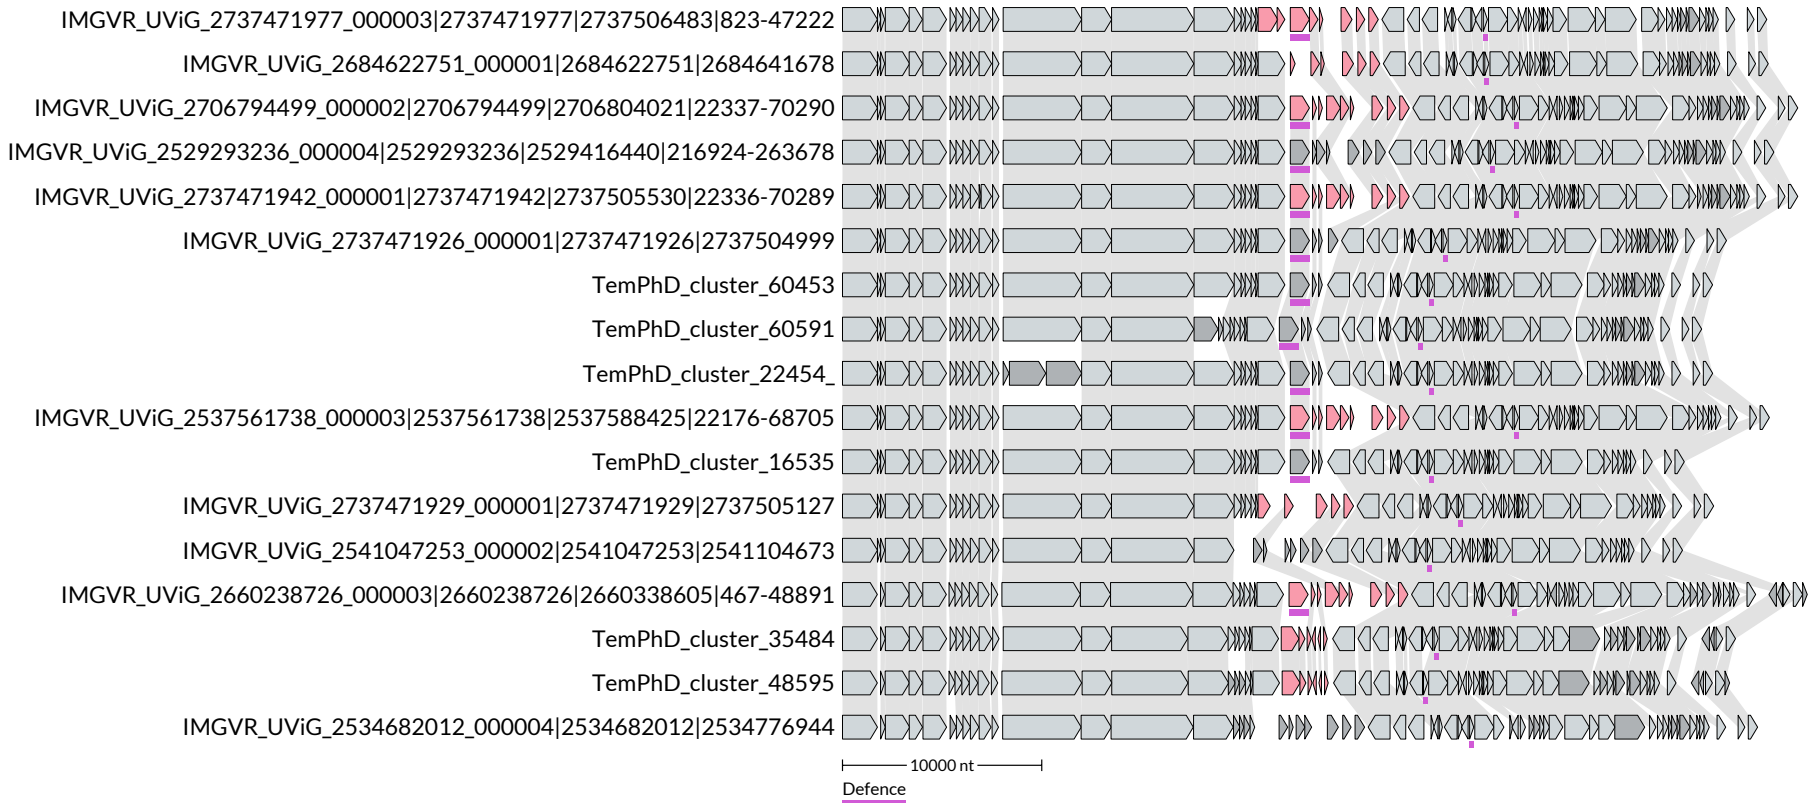 IMGVR_UViG_2737471977_000003|2737471977|2737506483|823-47222
IMGVR_UViG_2684622751_000001|2684622751|2684641678
IMGVR_UViG_2706794499_000002|2706794499|2706804021|22337-70290
IMGVR_UViG_2529293236_000004|2529293236|2529416440|216924-263678
IMGVR_UViG_2737471942_000001|2737471942|2737505530|22336-70289
IMGVR_UViG_2737471926_000001|2737471926|2737504999
TemPhD_cluster_60453
TemPhD_cluster_60591
TemPhD_cluster_22454_
IMGVR_UViG_2537561738_000003|2537561738|2537588425|22176-68705
TemPhD_cluster_16535
IMGVR_UViG_2737471929_000001|2737471929|2737505127
IMGVR_UViG_2541047253_000002|2541047253|2541104673
IMGVR_UViG_2660238726_000003|2660238726|2660338605|467-48891
TemPhD_cluster_35484
TemPhD_cluster_48595
IMGVR_UViG_2534682012_000004|2534682012|2534776944
10000 nt
Defence